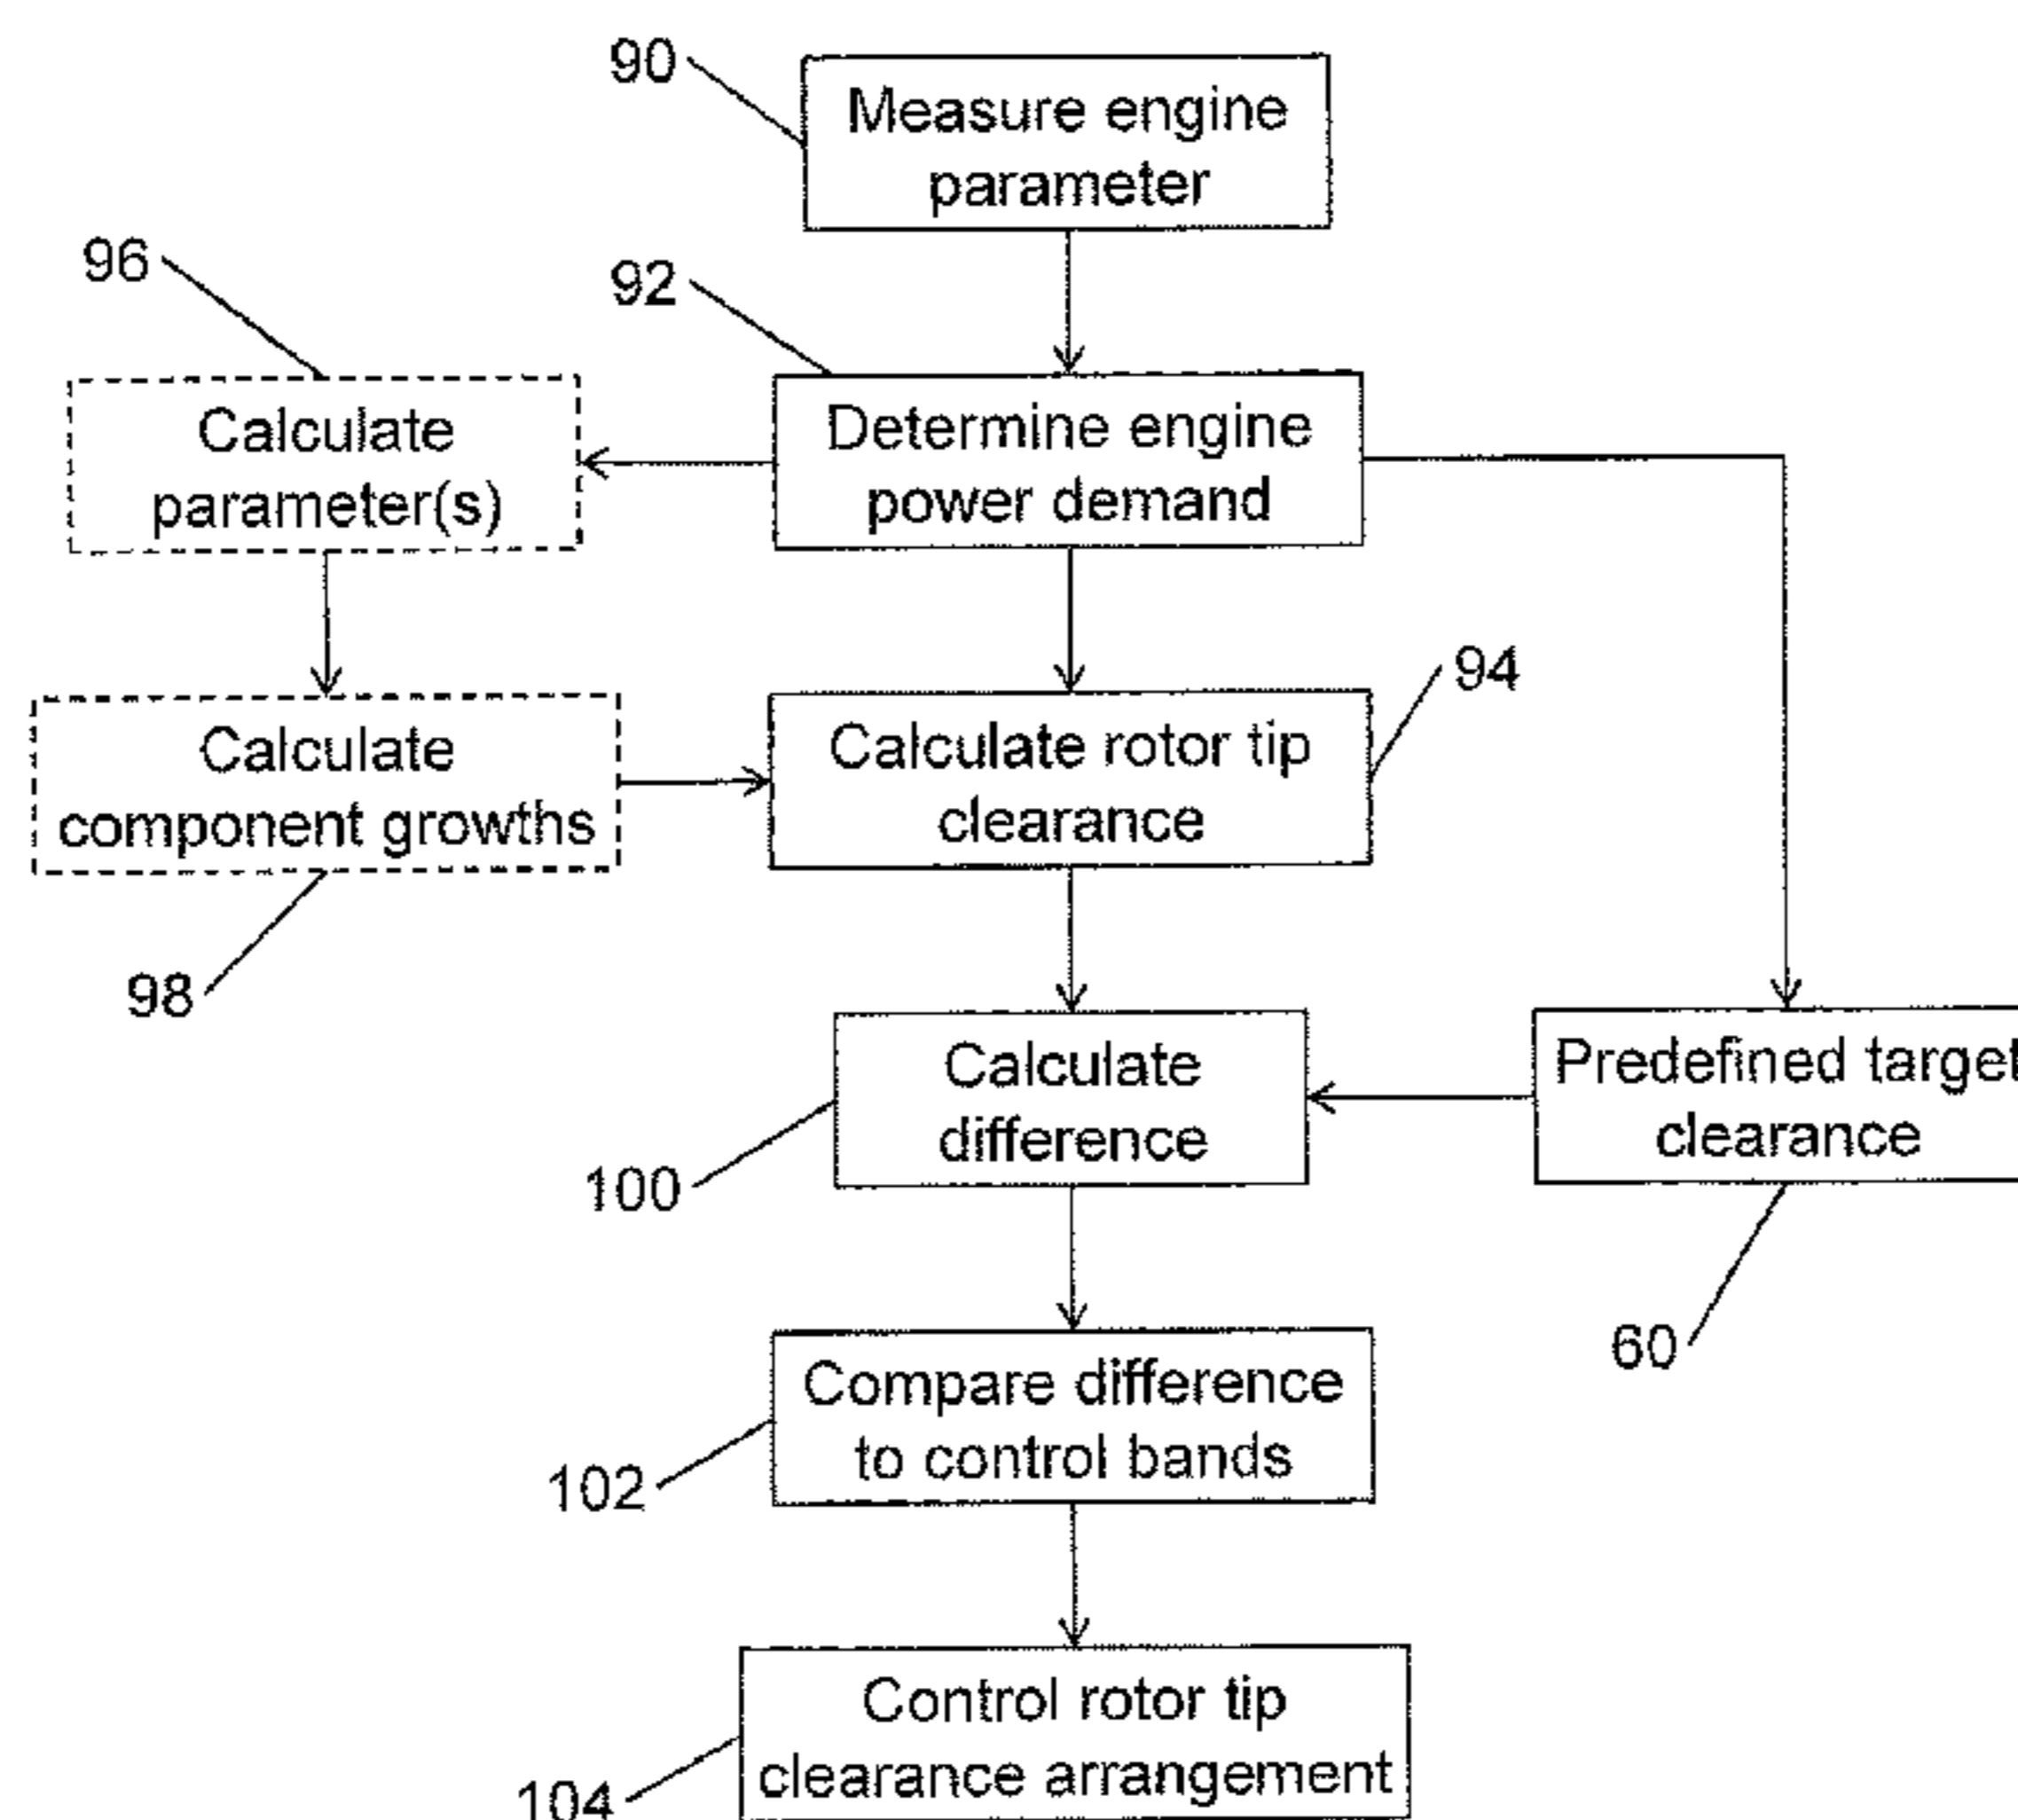 90
Measure engine
parameter
96
92
Calculate
parameter(s)
Determine engine
power demand
94
Calculate
component growths
Calculate rotor tip
clearance
98
Calculate
difference
Predefined target
clearance
100
60
Compare difference
to control bands
102
Control rotor tip
clearance arrangement
104